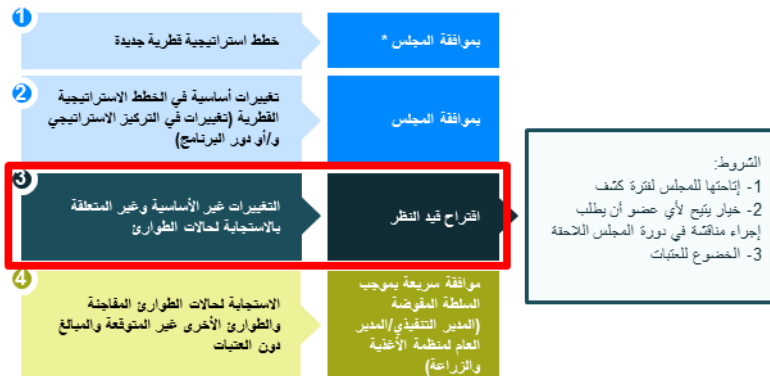 1
خطط استراتيجية قطرية جديدة
بموافقة المجلس *
2
تغييرات أساسية في الخطط الاستراتيجية
القطرية (تغييرات في التركيز الاستراتيجي
و/أو دور البرنامج)
بموافقة المجلس
3
التغييرات غير الأساسية وغير المتعلقة
بالاستجابة لحالات الطوارئ
اقتراح قيد النظر
الشروط:
1- إتاحتها للمجلس لفترة كشف
2- خيار يتيح لأي عضو أن يطلب
إجراء مناقشة في دورة المجلس اللاحقة
3- الخضوع للعتبات
4
الاستجابة لحالات الطوارئ المفاجئة
والطوارئ الأخرى غير المتوقعة والمبالغ
دون العتبات
موافقة سريعة بموجب
السلطة المفوضة
(المدير التنفيذي/المدير
العام لمنظمة الأغذية
والزراعة)